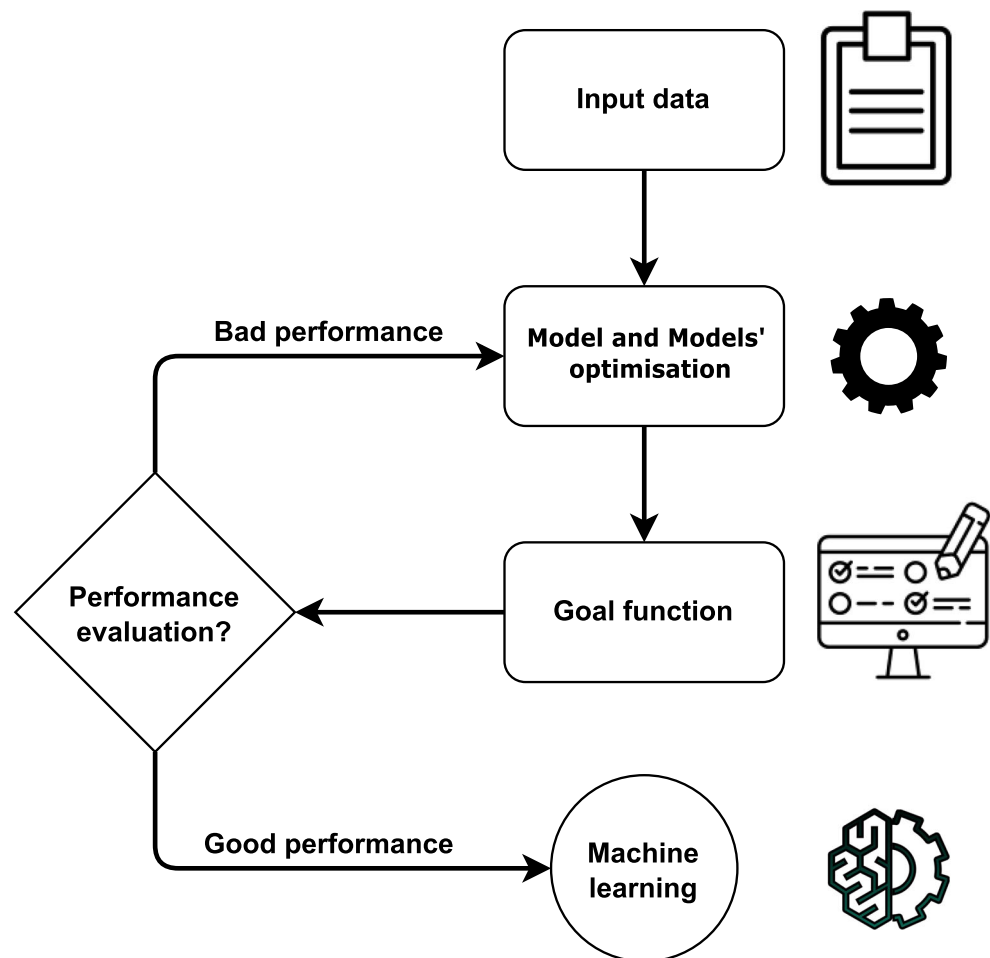 Input data
Bad performance
Model and Models'
optimisation
Performance
evaluation?
Goal function
Good performance
Machine
learning